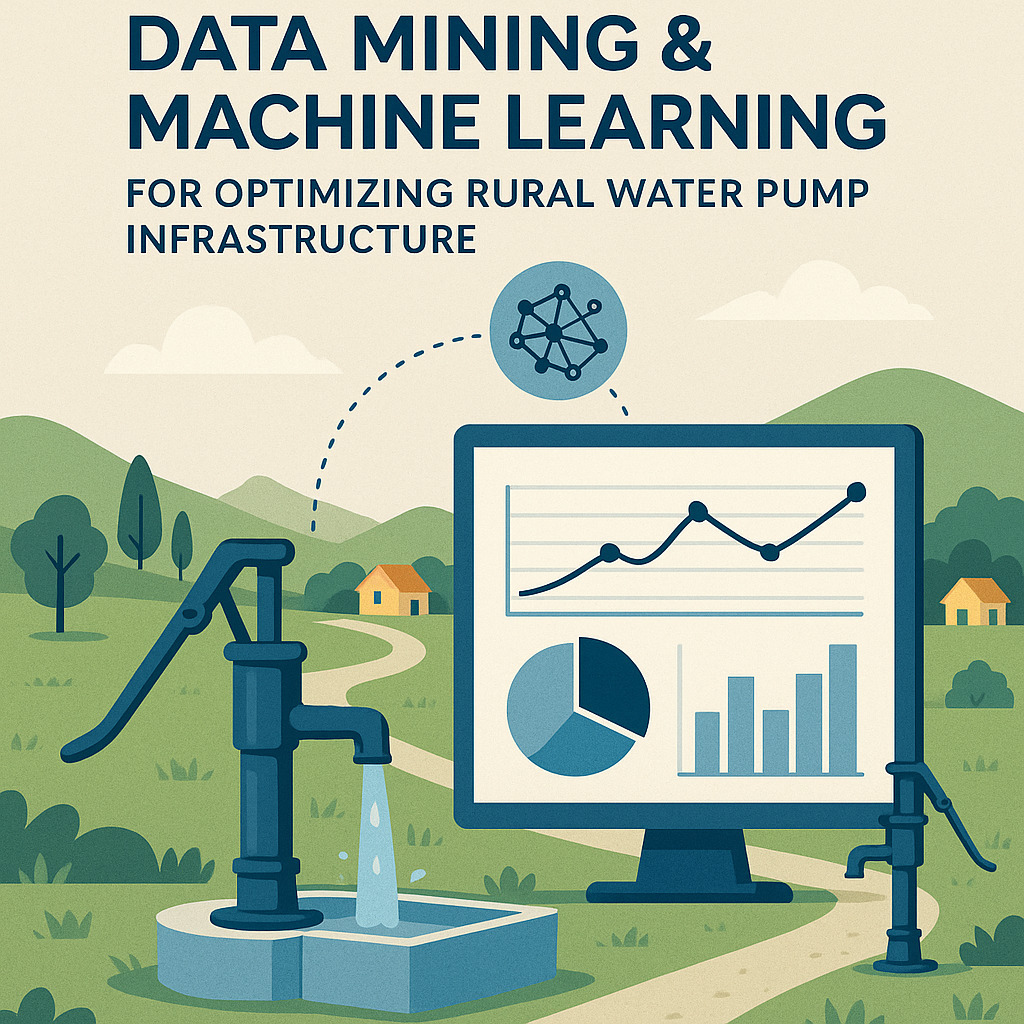 DATA MINING &
MACHINE LEARNING
FOR OPTIMIZING RURAL WATER PUMP
INFRASTRUCTURE